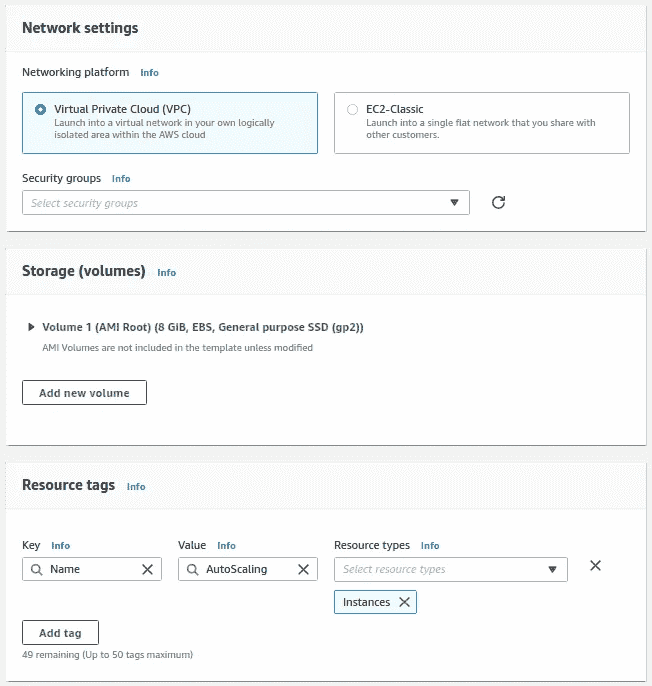 Network settings
Networking platform Info
Virtual Private Cloud (VPC)
Launch into a virtual network in your own logically
isolated area within the AWS cloud
EC2-Classic
Launch into a single flat network that you share with
other customers.
Security groups Info
Select security groups
Storage (volumes) Info
Volume 1 (AMI Root) (8 GiB, EBS, General purpose SSD (gp2))
AMI Volumes are not included in the template unless modified
Add new volume
Resource tags Info
Key Info Value Info Resource types Info
Name AutoScaling Select resource types
Instances
Add tag
49 remaining (Up to 50 tags maximum)